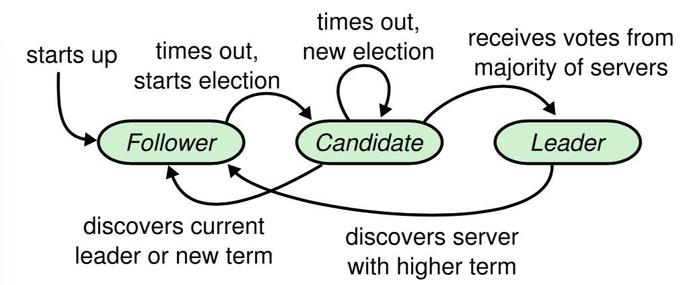 starts up
times out,
starts election
times out,
new election
receives votes from
majority of servers
Follower
Candidate
Leader
discovers current
leader or new term
discovers server
with higher term